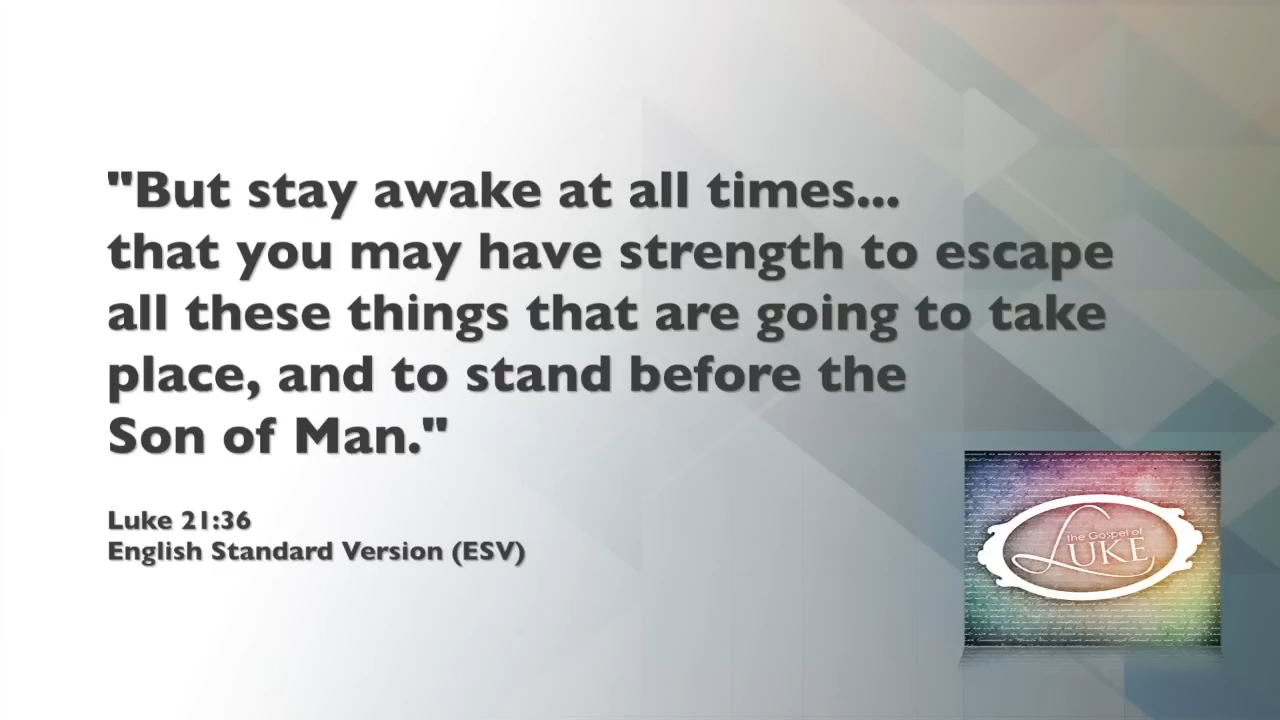 "But stay awake at all times...
that you may have strength to escape
all these things that are going to take
place, and to stand before the
Son of Man."
Luke 21:36
English Standard Version (ESV)
the Gospel of
LUKE